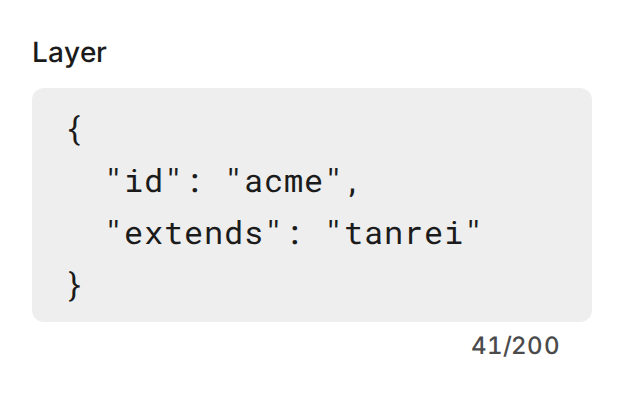 Layer
{
  "id": "acme",
  "extends": "tanrei"
}
41/200